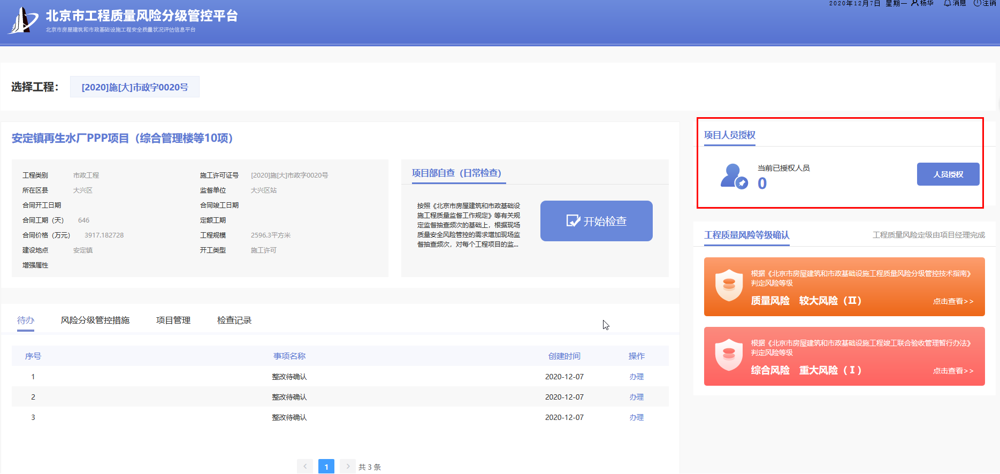 北京市工程质量风险分级管控平台
北京市房屋建筑和市政基础设施工程安全质量状况评估信息平台
2020年12月7日 星期一 杨华 消息 注销
选择工程：
[2020]施[大]市政字0020号
安定镇再生水厂PPP项目（综合管理楼等10项）
工程类别 市政工程 施工许可证号 [2020]施[大]市政字0020号
所在区县 大兴区 监督单位 大兴区站
合同开工日期 合同竣工日期
合同工期（天） 646 定额工期
合同价格（万元） 3917.182728 工程规模 2596.3平方米
建设地点 安定镇 开工类型 施工许可
增强属性
项目部自查（日常检查）
按照《北京市房屋建筑和市政基础设
施工程质量监督工作规定》等有关规
定监督抽查频次的基础上，根据现场
质量安全风险管控的需求增加现场监
督抽查频次，对每个工程项目的监...
开始检查
项目人员授权
当前已授权人员
0
人员授权
工程质量风险等级确认 工程质量风险定级由项目经理完成
根据《北京市房屋建筑和市政基础设施工程质量风险分级管控技术指南》
判定风险等级
质量风险 较大风险（II） 点击查看>>
根据《北京市房屋建筑和市政基础设施工程竣工联合验收管理暂行办法》
判定风险等级
综合风险 重大风险（I） 点击查看>>
待办 风险分级管控措施 项目管理 检查记录
序号 事项名称 创建时间 操作
1 整改待确认 2020-12-07 办理
2 整改待确认 2020-12-07 办理
3 整改待确认 2020-12-07 办理
< 1 > 共 3 条